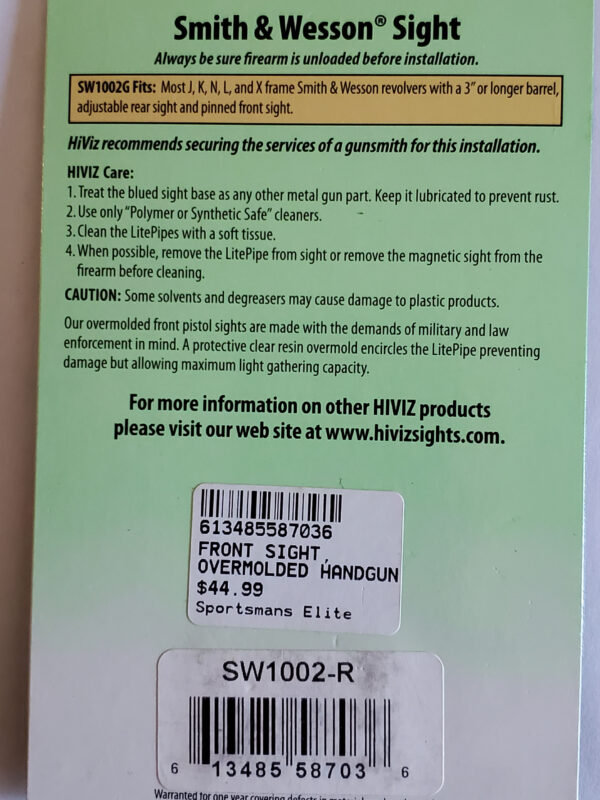 Smith & Wesson® Sight
Always be sure firearm is unloaded before installation.
SW1002G Fits: Most J, K, N, L, and X frame Smith & Wesson revolvers with a 3" or longer barrel,
adjustable rear sight and pinned front sight.
HiViz recommends securing the services of a gunsmith for this installation.
HIVIZ Care:
1. Treat the blued sight base as any other metal gun part. Keep it lubricated to prevent rust.
2. Use only "Polymer or Synthetic Safe" cleaners.
3. Clean the LitePipes with a soft tissue.
4. When possible, remove the LitePipe from sight or remove the magnetic sight from the
firearm before cleaning.
CAUTION: Some solvents and degreasers may cause damage to plastic products.
Our overmolded front pistol sights are made with the demands of military and law
enforcement in mind. A protective clear resin overmold encircles the LitePipe preventing
damage but allowing maximum light gathering capacity.
For more information on other HIVIZ products
please visit our web site at www.hivizsights.com.
613485587036
FRONT SIGHT,
OVERMOLDED HANDGUN
$44.99
Sportsmans Elite
SW1002-R
6 13485 58703 6
Warranted for one year covering defects in